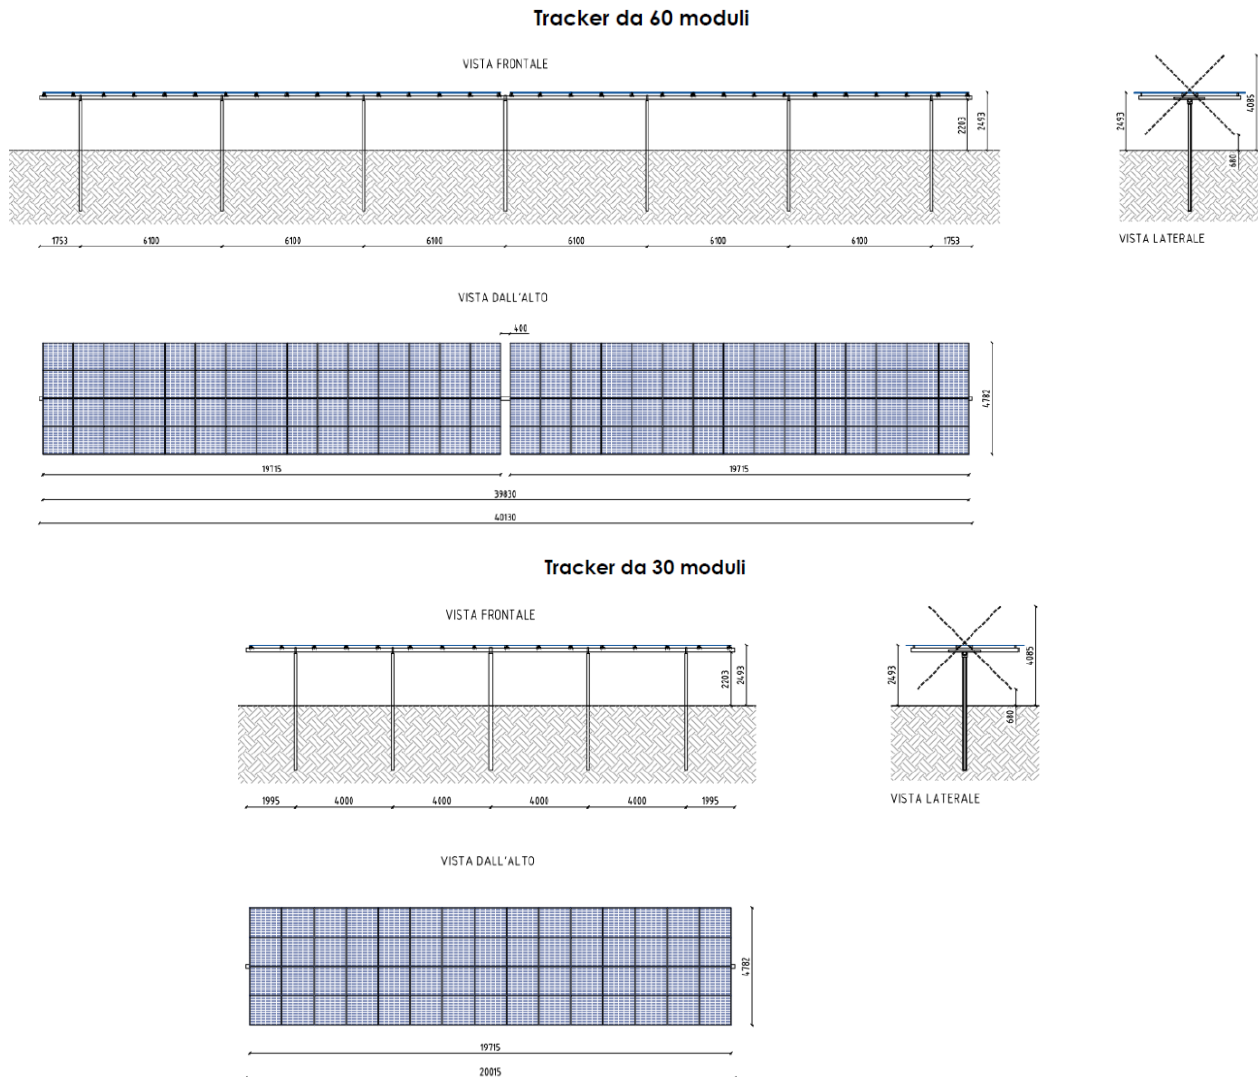 Tracker da 60 moduli
VISTA FRONTALE
2203
2493
2493
4085
680
1753 6100 6100 6100 6100 6100 6100 1753
VISTA LATERALE
VISTA DALL'ALTO
400
4782
19715 19715
39830
40130
Tracker da 30 moduli
VISTA FRONTALE
2203
2493
2493
4085
680
1995 4000 4000 4000 4000 1995
VISTA LATERALE
VISTA DALL'ALTO
4782
19715
20015